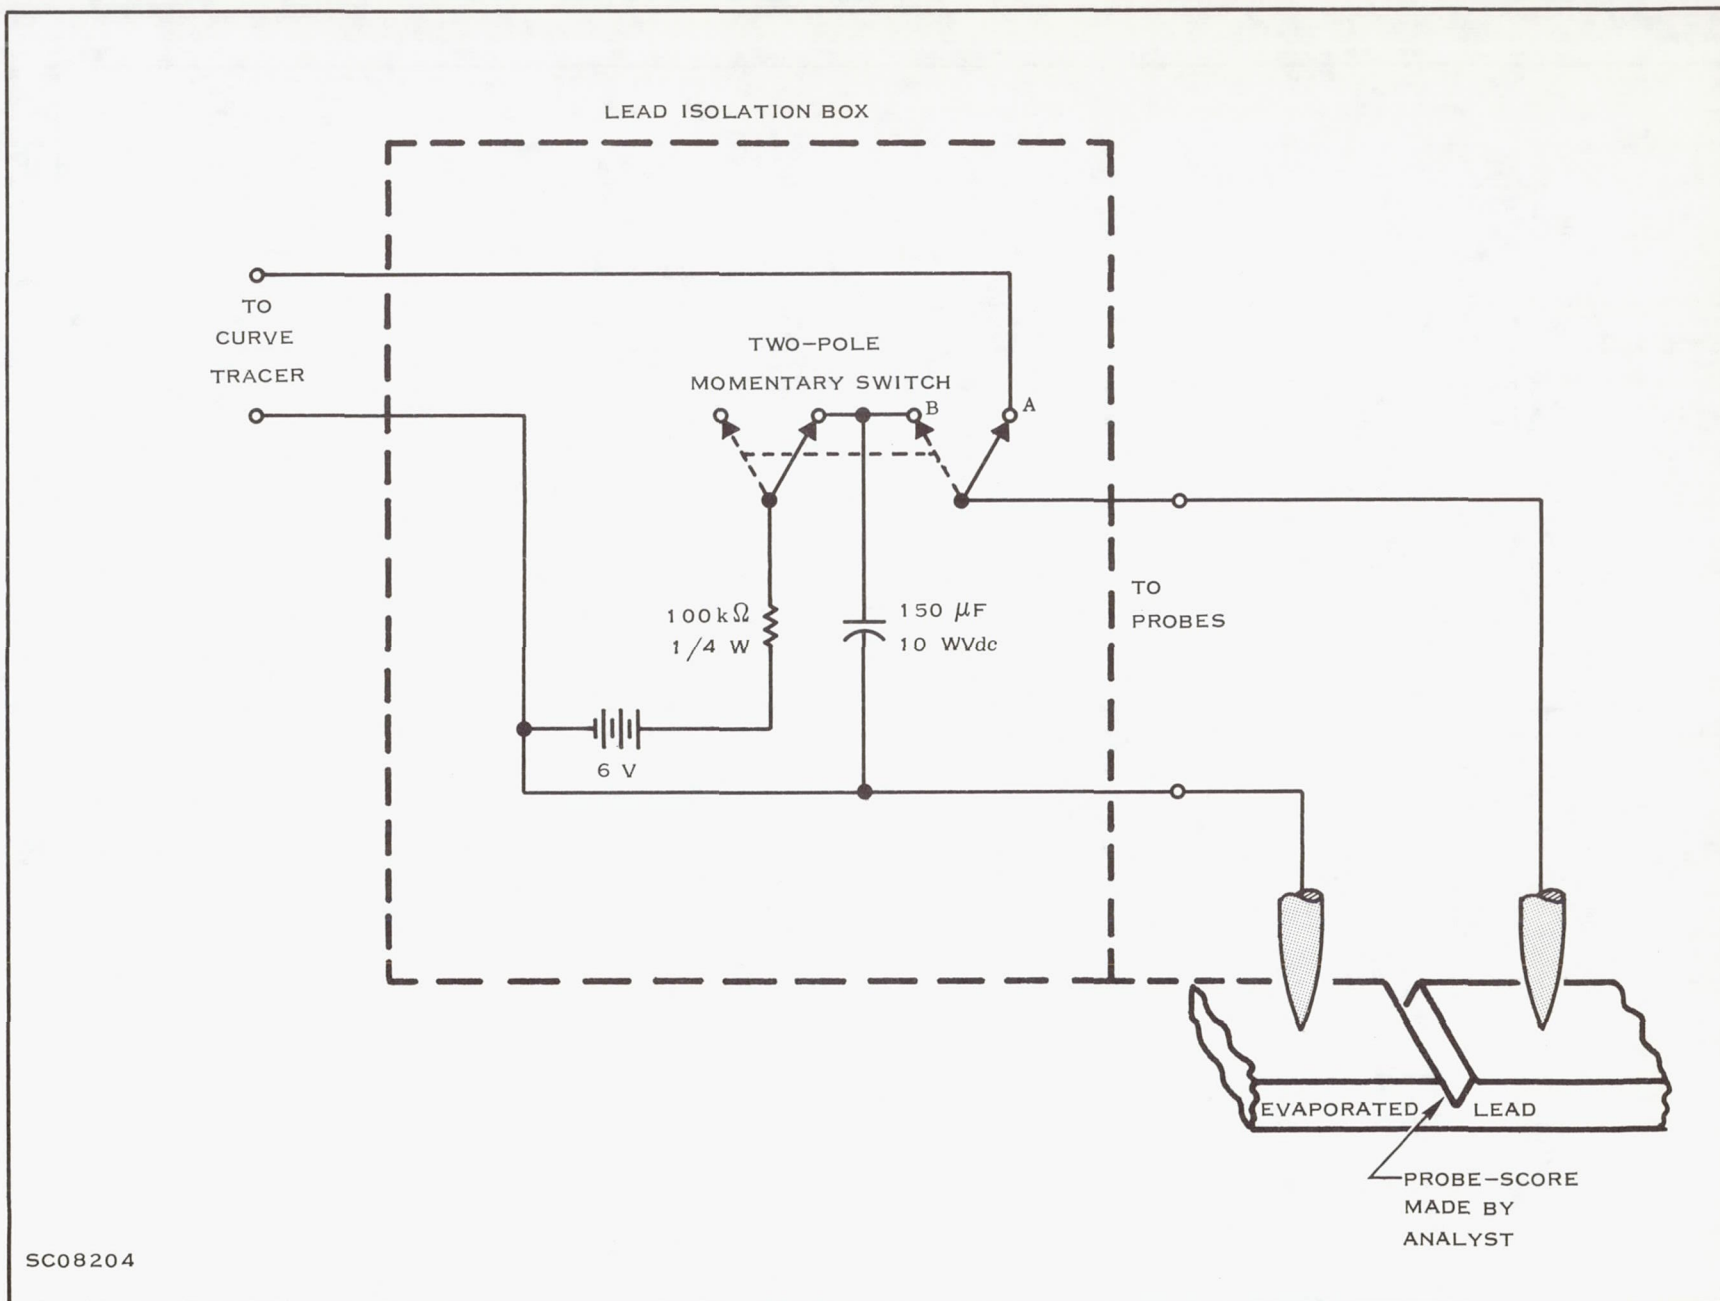 LEAD ISOLATION BOX
TO
CURVE
TRACER
TWO-POLE
MOMENTARY SWITCH
B
A
100kΩ
1/4 W
150 μF
10 WVdc
TO
PROBES
6 V
EVAPORATED LEAD
PROBE-SCORE
MADE BY
ANALYST
SC08204